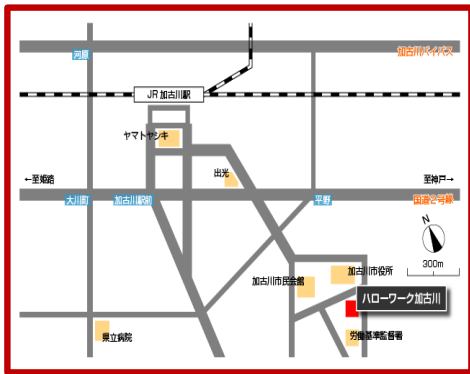 河原
加古川バイパス
JR 加古川駅
ヤマトヤシキ
出光
←至姫路
至神戸→
大川町
加古川駅前
平野
国道2号線
N
300m
加古川市役所
加古川市民会館
ハローワーク加古川
県立病院
労働基準監督署